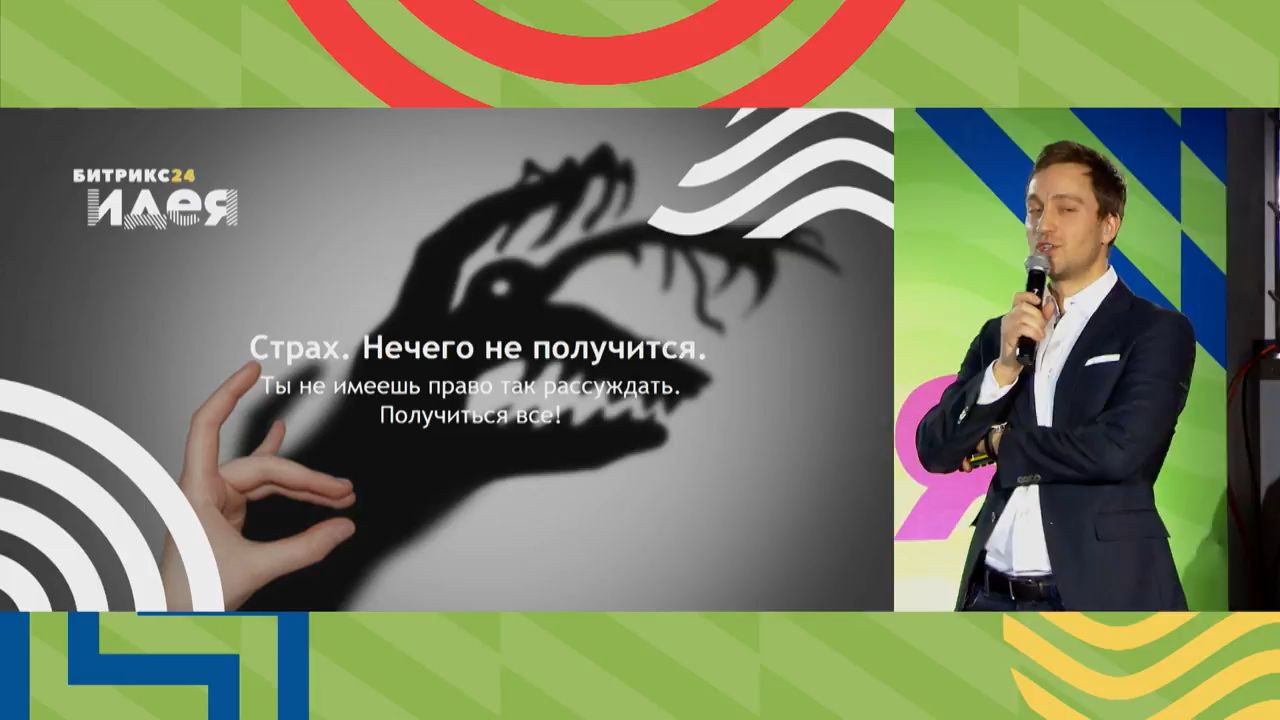 БИТРИКС24
идея
Страх. Нечего не получится.
Ты не имеешь право так рассуждать.
Получиться все!
Я